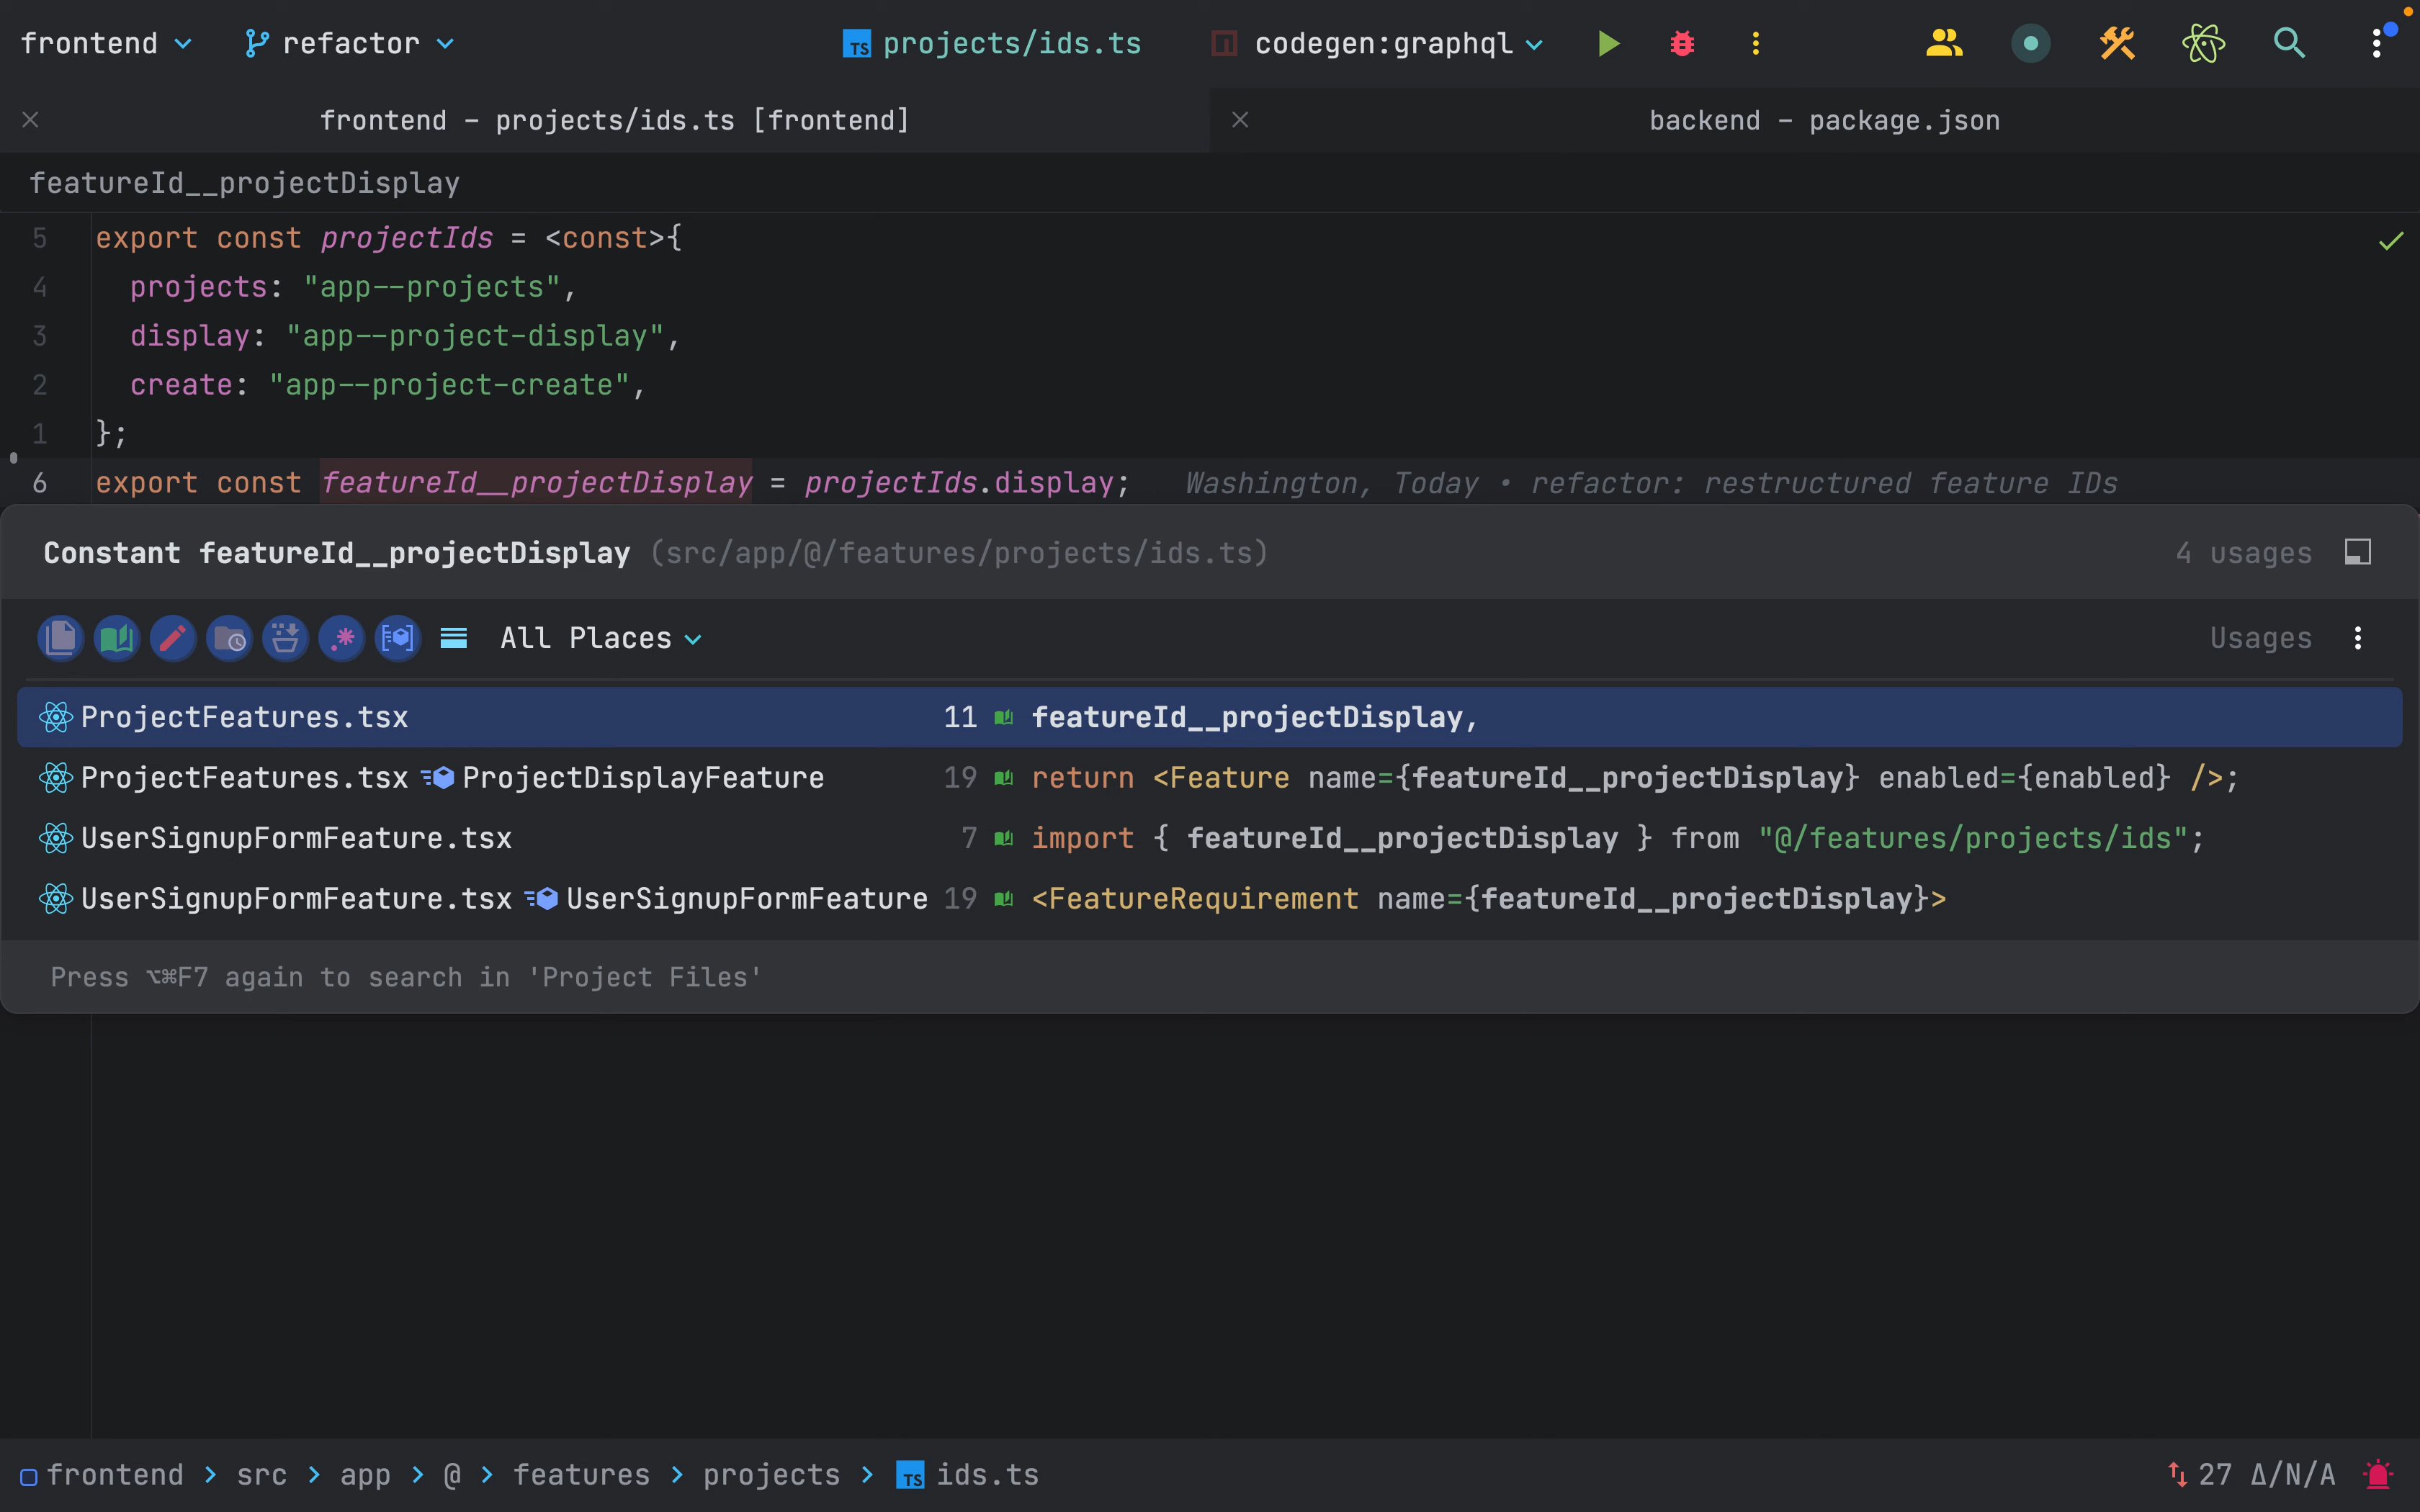 frontend refactor projects/ids.ts codegen:graphql
frontend – projects/ids.ts [frontend] backend – package.json
featureId__projectDisplay
5 export const projectIds = <const>{
4 projects: "app--projects",
3 display: "app--project-display",
2 create: "app--project-create",
1 };
6 export const featureId__projectDisplay = projectIds.display; Washington, Today • refactor: restructured feature IDs
Constant featureId__projectDisplay (src/app/@/features/projects/ids.ts) 4 usages
All Places Usages
ProjectFeatures.tsx 11 featureId__projectDisplay,
ProjectFeatures.tsx ProjectDisplayFeature 19 return <Feature name={featureId__projectDisplay} enabled={enabled} />;
UserSignupFormFeature.tsx 7 import { featureId__projectDisplay } from "@/features/projects/ids";
UserSignupFormFeature.tsx UserSignupFormFeature 19 <FeatureRequirement name={featureId__projectDisplay}>
Press ⌥⌘F7 again to search in 'Project Files'
frontend > src > app > @ > features > projects > TS ids.ts 27 Δ/N/A